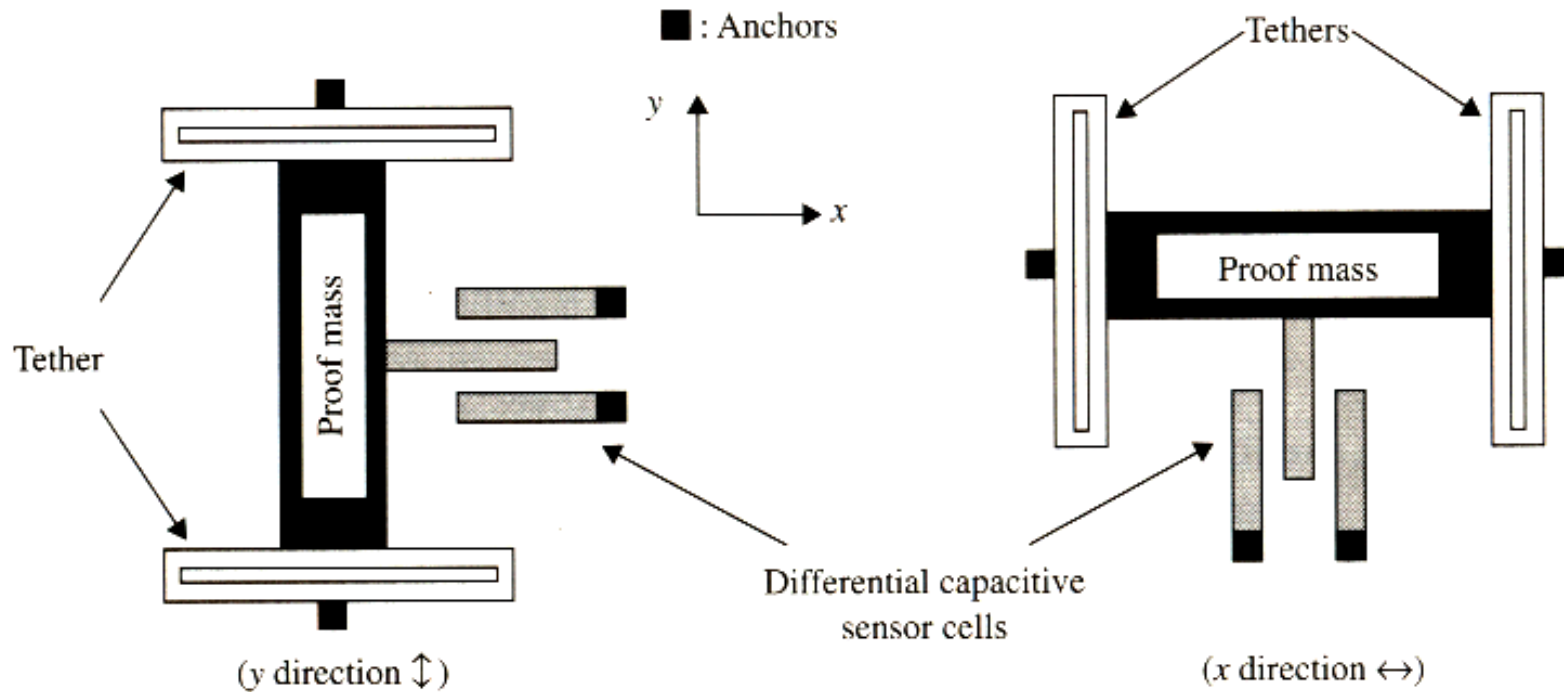 : Anchors
Tethers
y
x
Proof mass
Proof mass
Tether
Differential capacitive
sensor cells
(y direction ↕)
(x direction ↔)